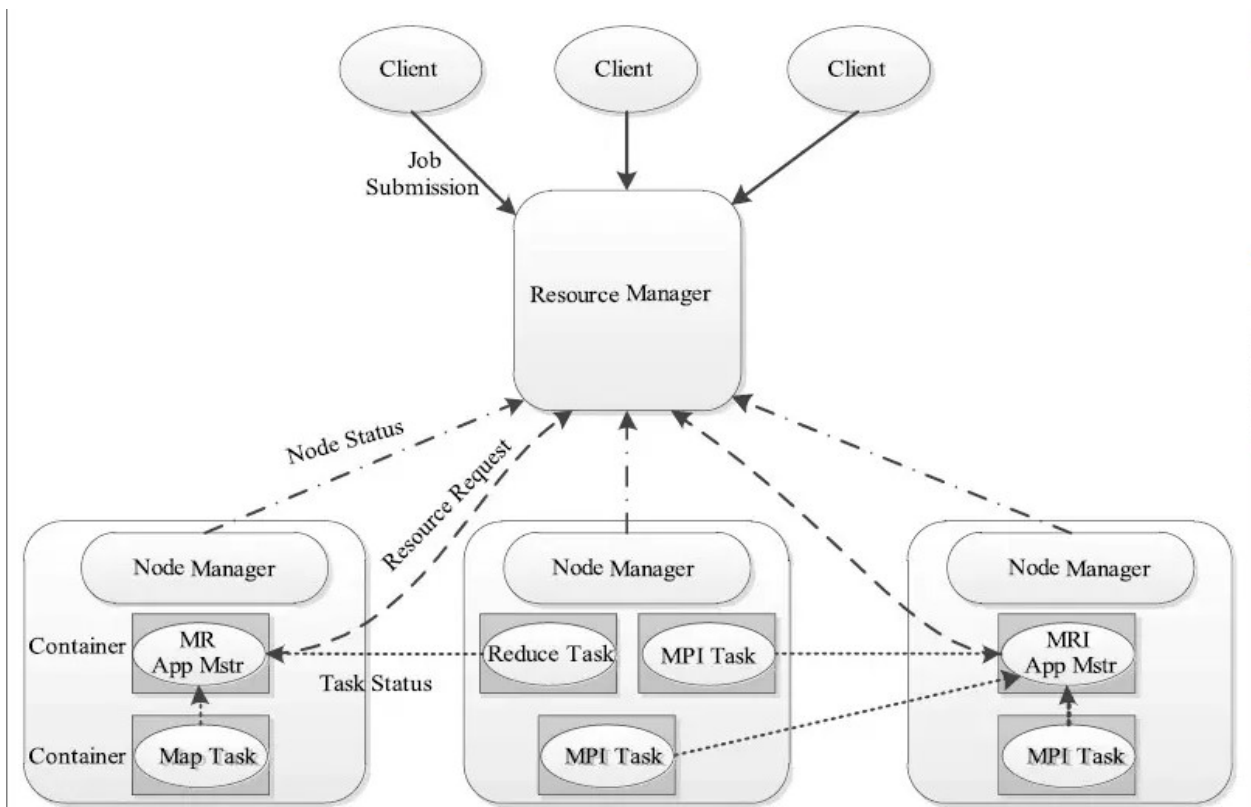 Client
Client
Client
Job
Submission
Resource Manager
Node Status
Resource Request
Node Manager
Node Manager
Node Manager
Container
MR
App Mstr
Reduce Task
MPI Task
MRI
App Mstr
Task Status
Container
Map Task
MPI Task
MPI Task